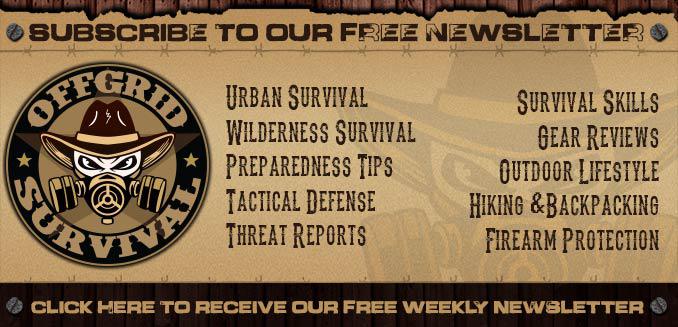 SUBSCRIBE TO OUR FREE NEWSLETTER
OFFGRID
SURVIVAL
URBAN SURVIVAL
WILDERNESS SURVIVAL
PREPAREDNESS TIPS
TACTICAL DEFENSE
THREAT REPORTS
SURVIVAL SKILLS
GEAR REVIEWS
OUTDOOR LIFESTYLE
HIKING &BACKPACKING
FIREARM PROTECTION
CLICK HERE TO RECEIVE OUR FREE WEEKLY NEWSLETTER